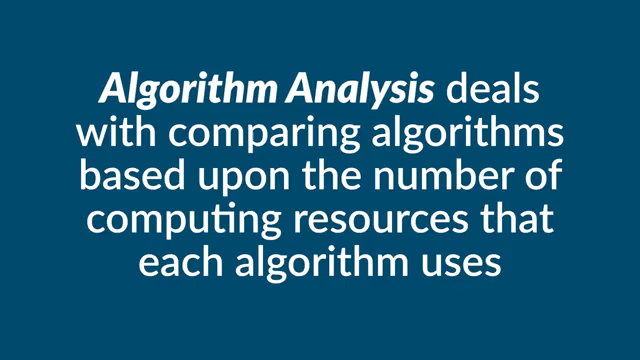 Algorithm Analysis deals
with comparing algorithms
based upon the number of
computing resources that
each algorithm uses